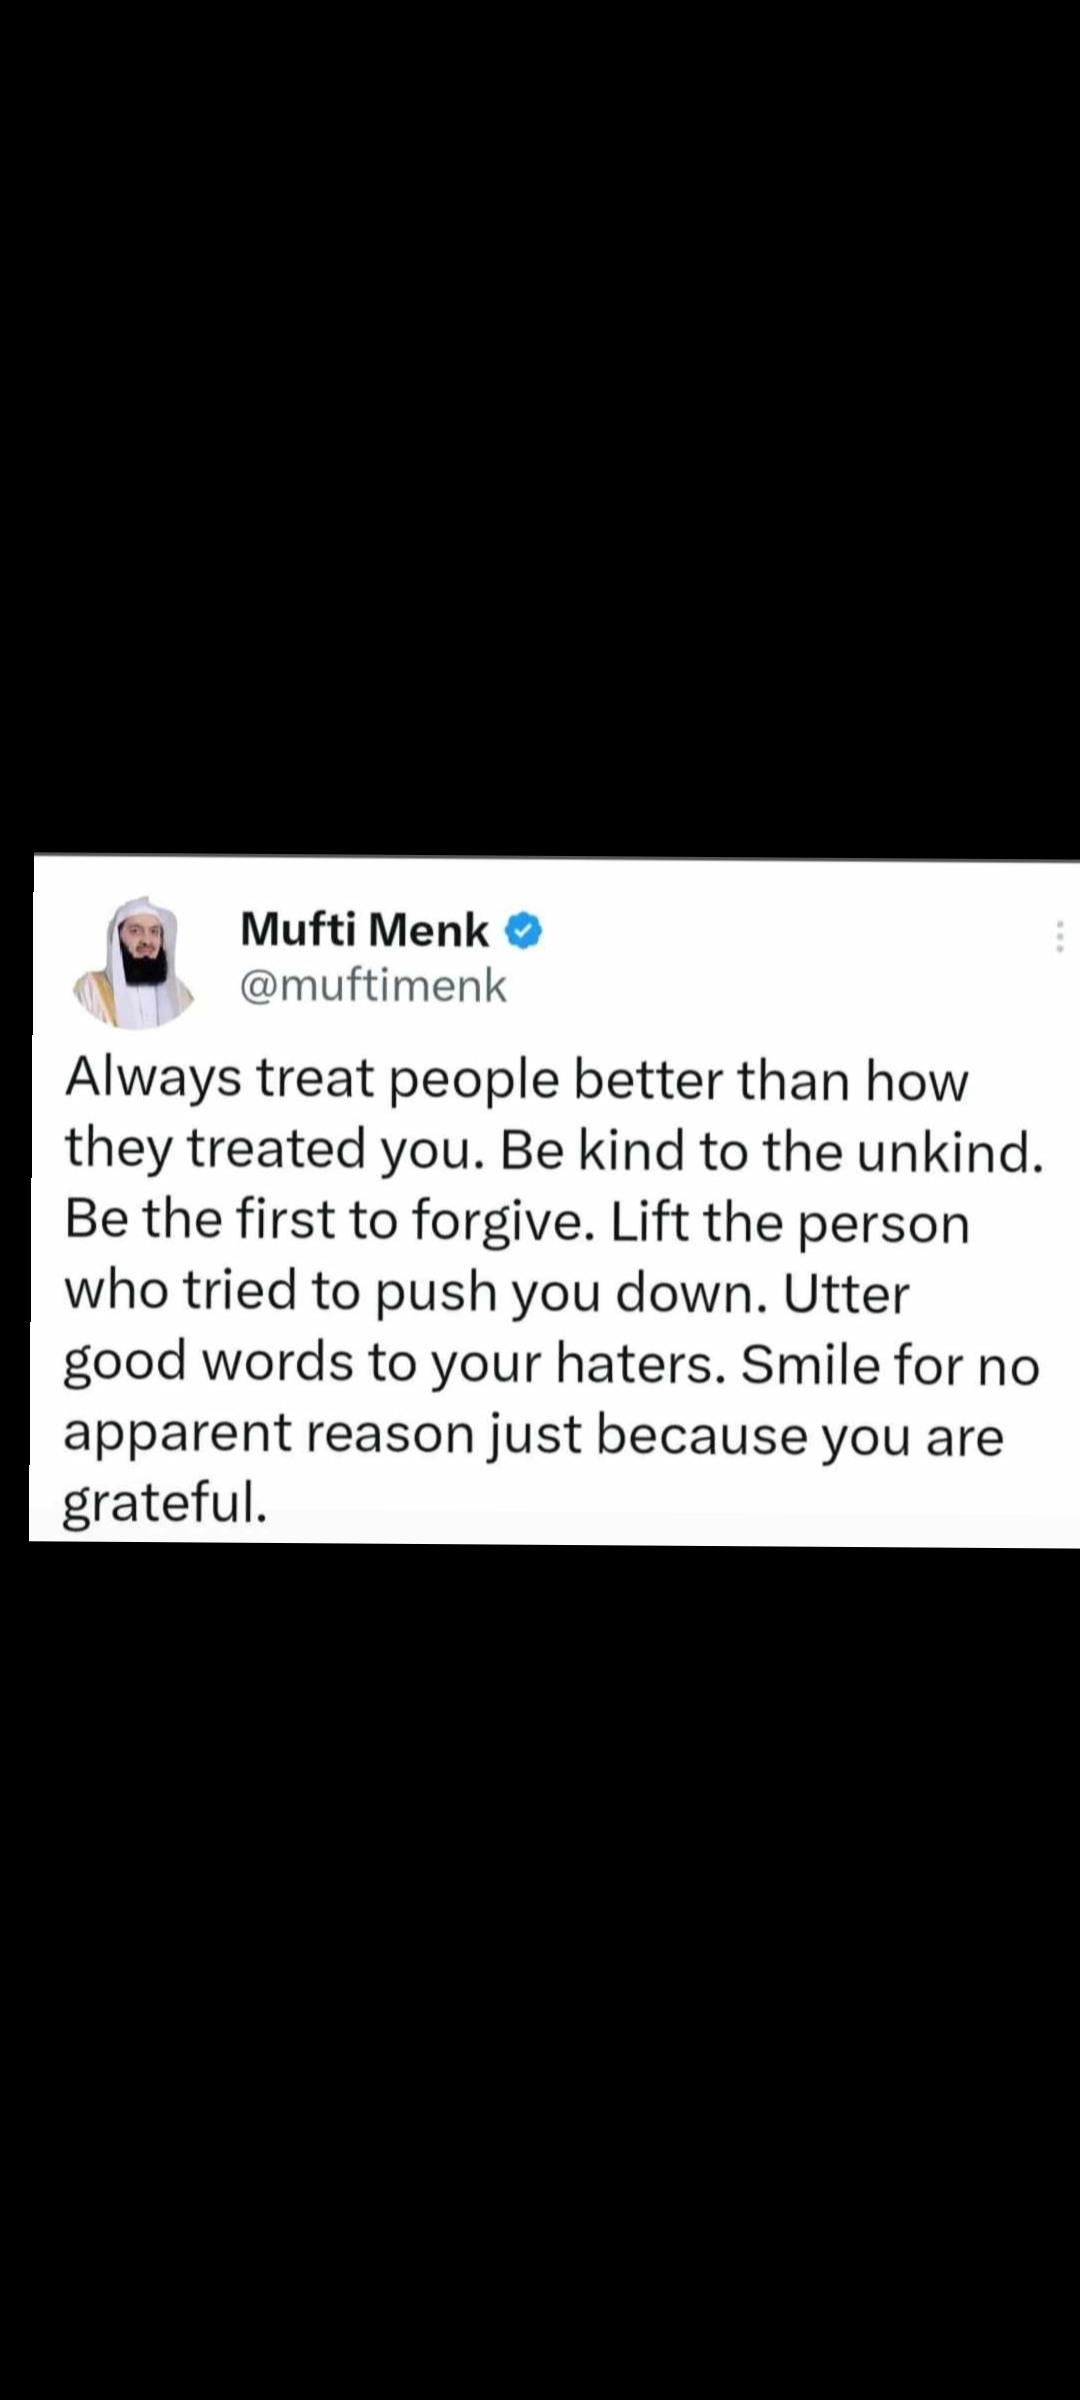 Mufti Menk
@muftimenk
Always treat people better than how
they treated you. Be kind to the unkind.
Be the first to forgive. Lift the person
who tried to push you down. Utter
good words to your haters. Smile for no
apparent reason just because you are
grateful.